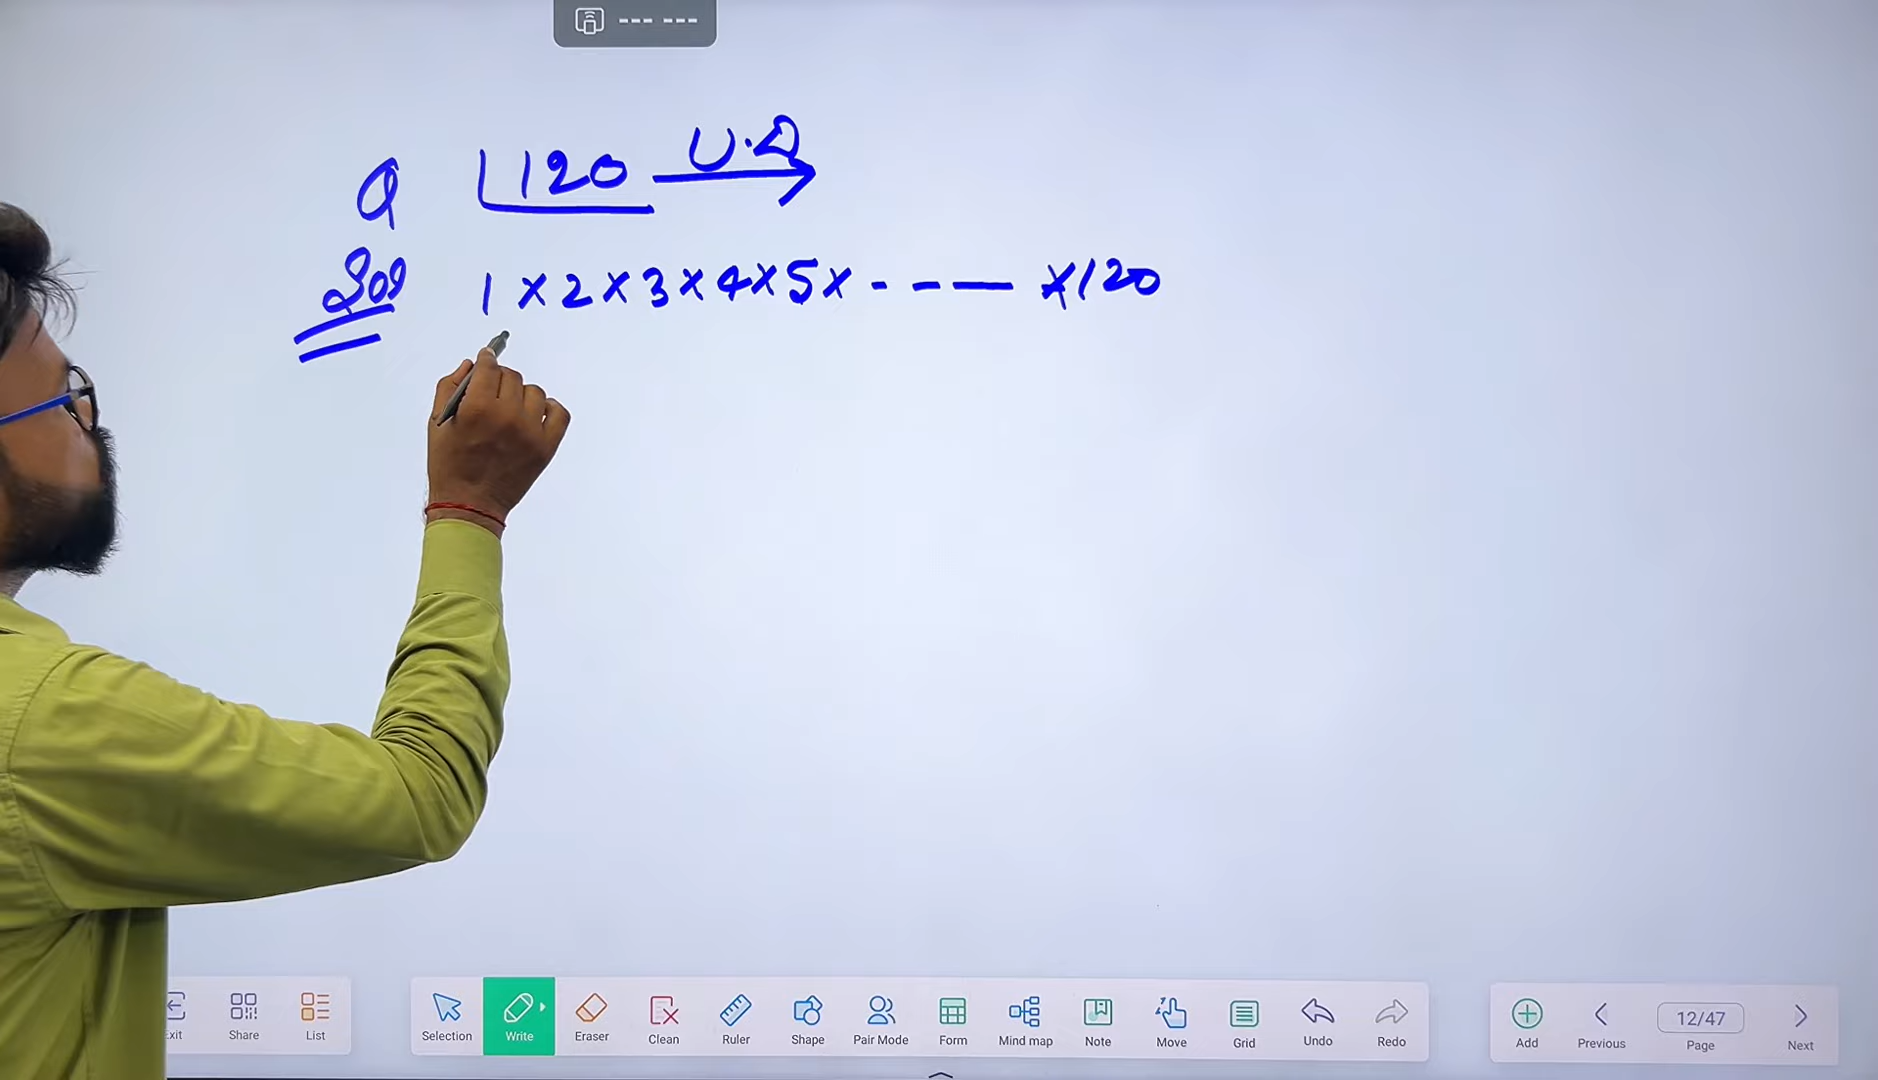 --- ---
Q |120 U.D
Sol 1 × 2 × 3 × 4 × 5 × - - — × 120
xit Share List Selection Write Eraser Clean Ruler Shape Pair Mode Form Mind map Note Move Grid Undo Redo Add Previous 12/47 Page Next